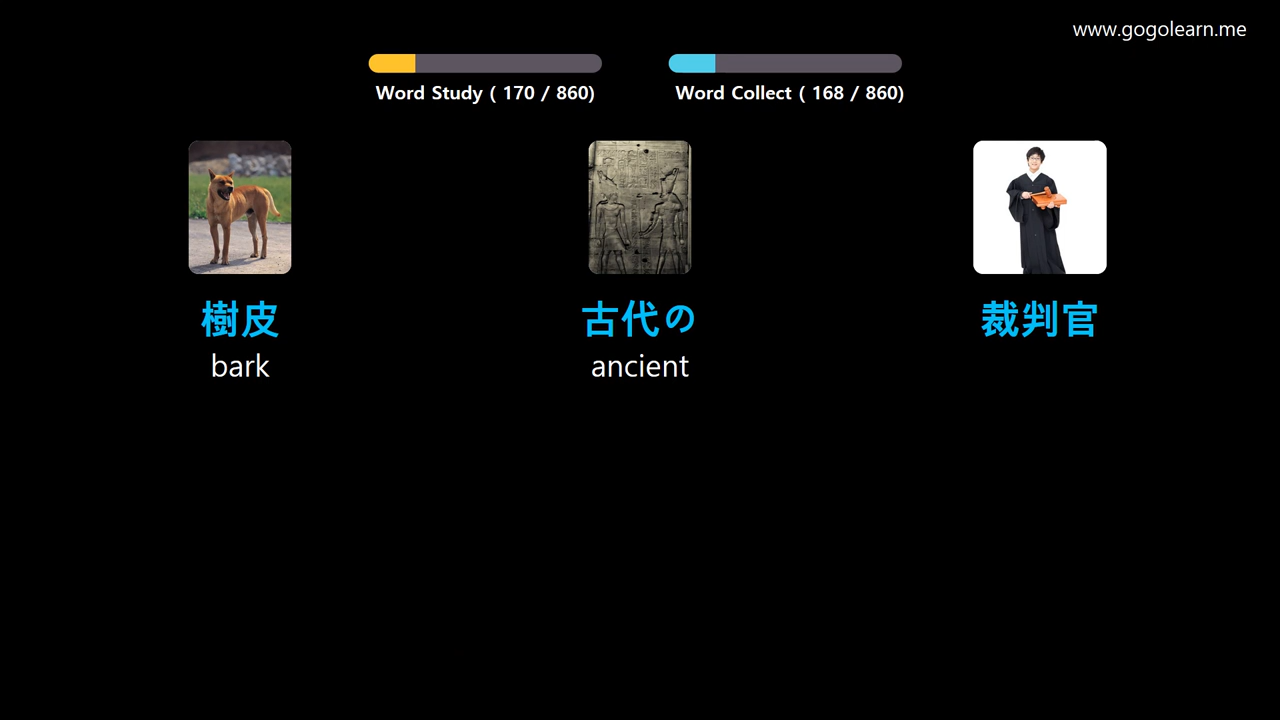 www.gogolearn.me
Word Study ( 170 / 860)
Word Collect ( 168 / 860)
樹皮
bark
古代の
ancient
裁判官